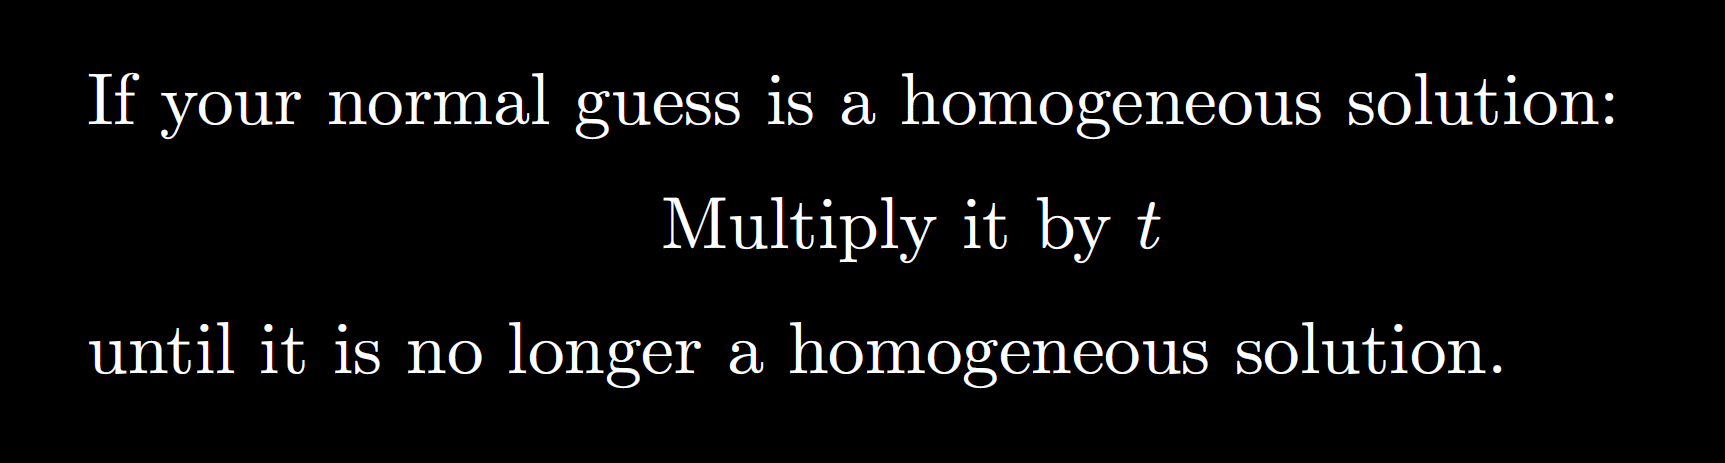 If your normal guess is a homogeneous solution:
Multiply it by t
until it is no longer a homogeneous solution.